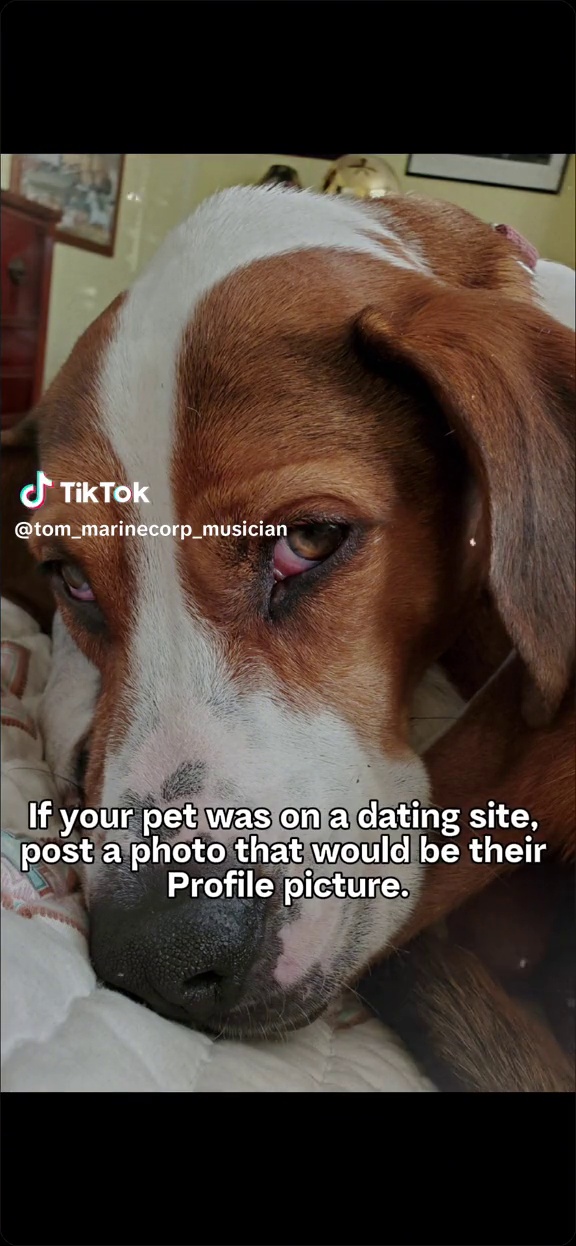 TikTok
@tom_marinecorp_musician
If your pet was on a dating site,
post a photo that would be their
Profile picture.